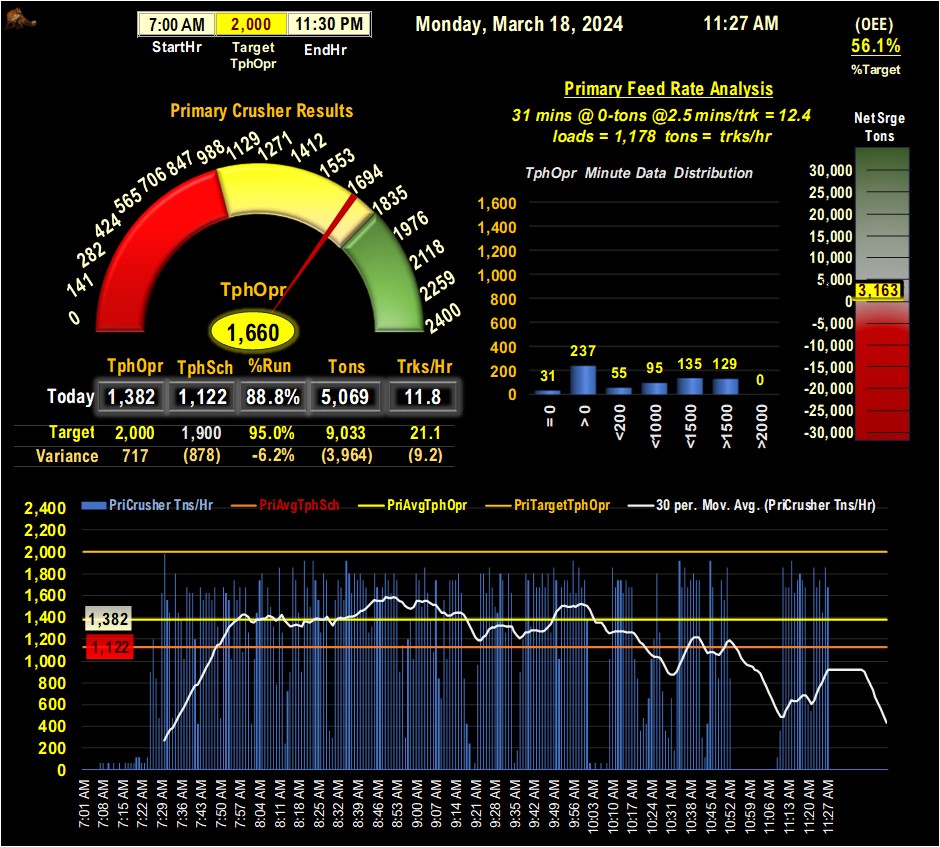 7:00 AM 2,000 11:30 PM
StartHr Target TphOpr EndHr
Monday, March 18, 2024
11:27 AM
(OEE)
56.1%
%Target
Primary Crusher Results
0 141 282 424 565 706 847 988 1129 1271 1412 1553 1694 1835 1976 2118 2259 2400
TphOpr
1,660
TphOpr TphSch %Run Tons Trks/Hr
Today 1,382 1,122 88.8% 5,069 11.8
Target 2,000 1,900 95.0% 9,033 21.1
Variance 717 (878) -6.2% (3,964) (9.2)
Primary Feed Rate Analysis
31 mins @ 0-tons @2.5 mins/trk = 12.4
loads = 1,178 tons = trks/hr
TphOpr Minute Data Distribution
1,600
1,400
1,200
1,000
800
600
400
200
0
31 237 55 95 135 129 0
= 0 > 0 <200 <1000 <1500 >1500 >2000
NetSrge
Tons
30,000
25,000
20,000
15,000
10,000
5,000
3,163
0
-5,000
-10,000
-15,000
-20,000
-25,000
-30,000
PriCrusher Tns/Hr PriAvgTphSch PriAvgTphOpr PriTargetTphOpr 30 per. Mov. Avg. (PriCrusher Tns/Hr)
2,400
2,200
2,000
1,800
1,600
1,400
1,382
1,200
1,122
1,000
800
600
400
200
0
7:01 AM 7:08 AM 7:15 AM 7:22 AM 7:29 AM 7:36 AM 7:43 AM 7:50 AM 7:57 AM 8:04 AM 8:11 AM 8:18 AM 8:25 AM 8:32 AM 8:39 AM 8:46 AM 8:53 AM 9:00 AM 9:07 AM 9:14 AM 9:21 AM 9:28 AM 9:35 AM 9:42 AM 9:49 AM 9:56 AM 10:03 AM 10:10 AM 10:17 AM 10:24 AM 10:31 AM 10:38 AM 10:45 AM 10:52 AM 10:59 AM 11:06 AM 11:13 AM 11:20 AM 11:27 AM